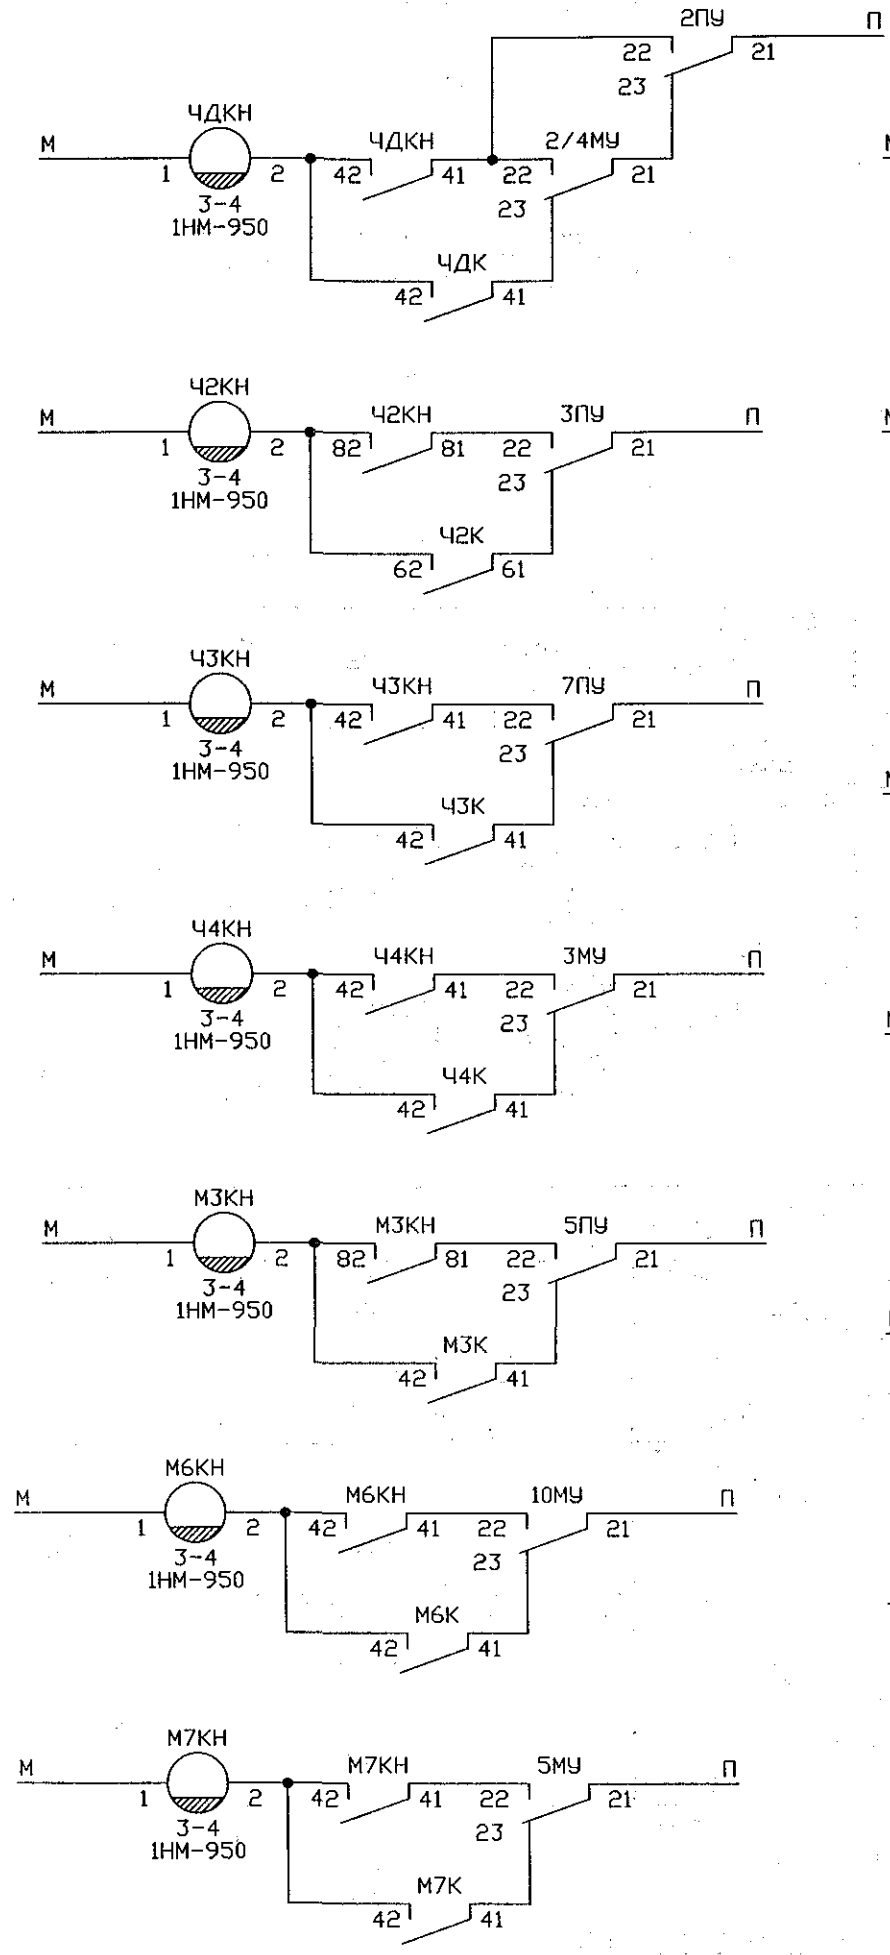 2ПУ П
22 21
23
ЧДКН
М ЧДКН 2/4МУ
1 2 42 41 22 21
3-4 23
1НМ-950
ЧДК
42 41
Ч2КН
М Ч2КН 3ПУ П
1 2 82 81 22 21
3-4 23
1НМ-950
Ч2К
62 61
Ч3КН
М Ч3КН 7ПУ П
1 2 42 41 22 21
3-4 23
1НМ-950
Ч3К
42 41
Ч4КН
М Ч4КН 3МУ П
1 2 42 41 22 21
3-4 23
1НМ-950
Ч4К
42 41
М3КН
М М3КН 5ПУ П
1 2 82 81 22 21
3-4 23
1НМ-950
М3К
42 41
М6КН
М М6КН 10МУ П
1 2 42 41 22 21
3-4 23
1НМ-950
М6К
42 41
М7КН
М М7КН 5МУ П
1 2 42 41 22 21
3-4 23
1НМ-950
М7К
42 41